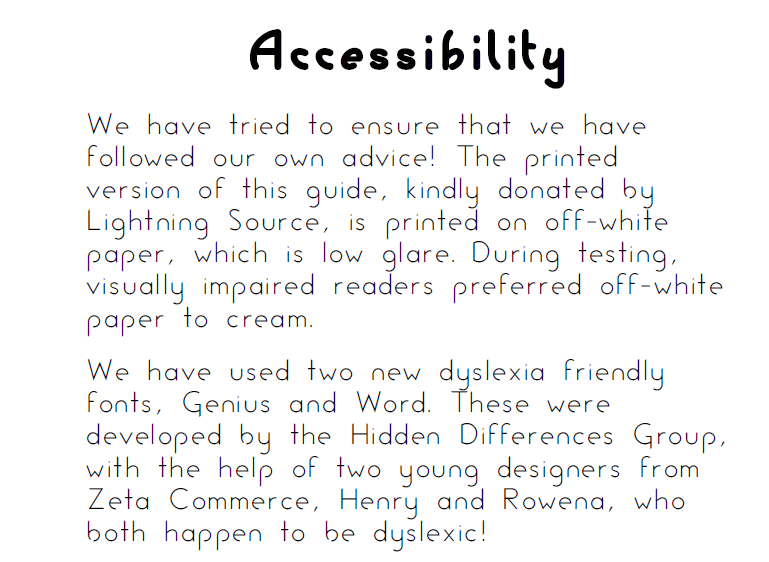 Accessibility
We have tried to ensure that we have
followed our own advice! The printed
version of this guide, kindly donated by
Lightning Source, is printed on off-white
paper, which is low glare. During testing,
visually impaired readers preferred off-white
paper to cream.
We have used two new dyslexia friendly
fonts, Genius and Word. These were
developed by the Hidden Differences Group,
with the help of two young designers from
Zeta Commerce, Henry and Rowena, who
both happen to be dyslexic!